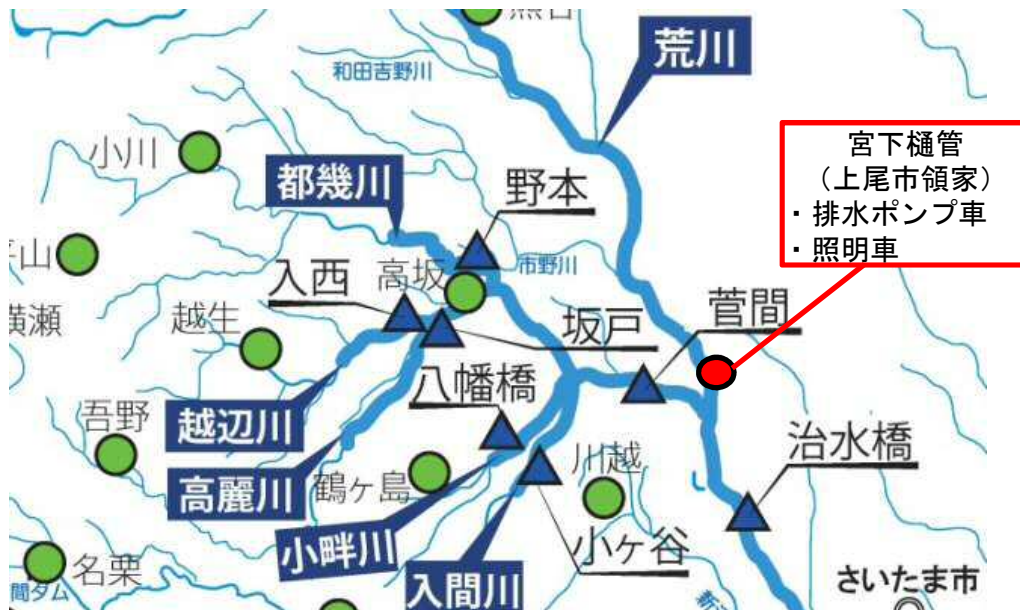 荒川
和田吉野川
宮下樋管
（上尾市領家）
・排水ポンプ車
・照明車
小川
都幾川
野本
市野川
入西
高坂
横瀬
越生
坂戸
菅間
八幡橋
吾野
越辺川
治水橋
川越
高麗川
鶴ヶ島
小畔川
小ヶ谷
名栗
入間川
さいたま市